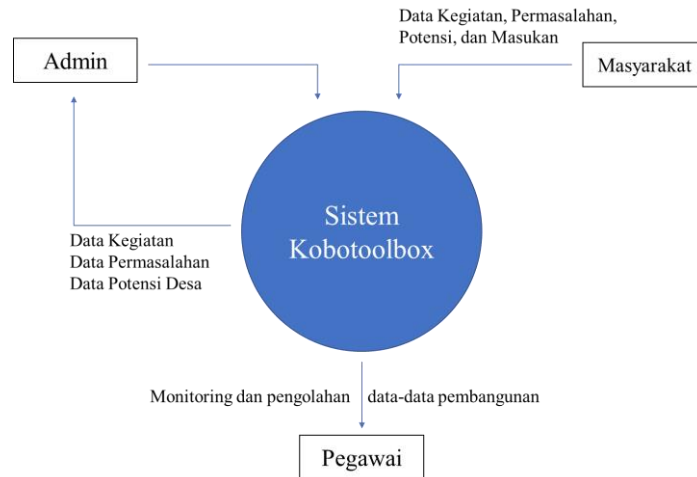 Data Kegiatan, Permasalahan,
Potensi, dan Masukan
Admin
Masyarakat
Sistem
Kobotoolbox
Data Kegiatan
Data Permasalahan
Data Potensi Desa
Monitoring dan pengolahan data-data pembangunan
Pegawai